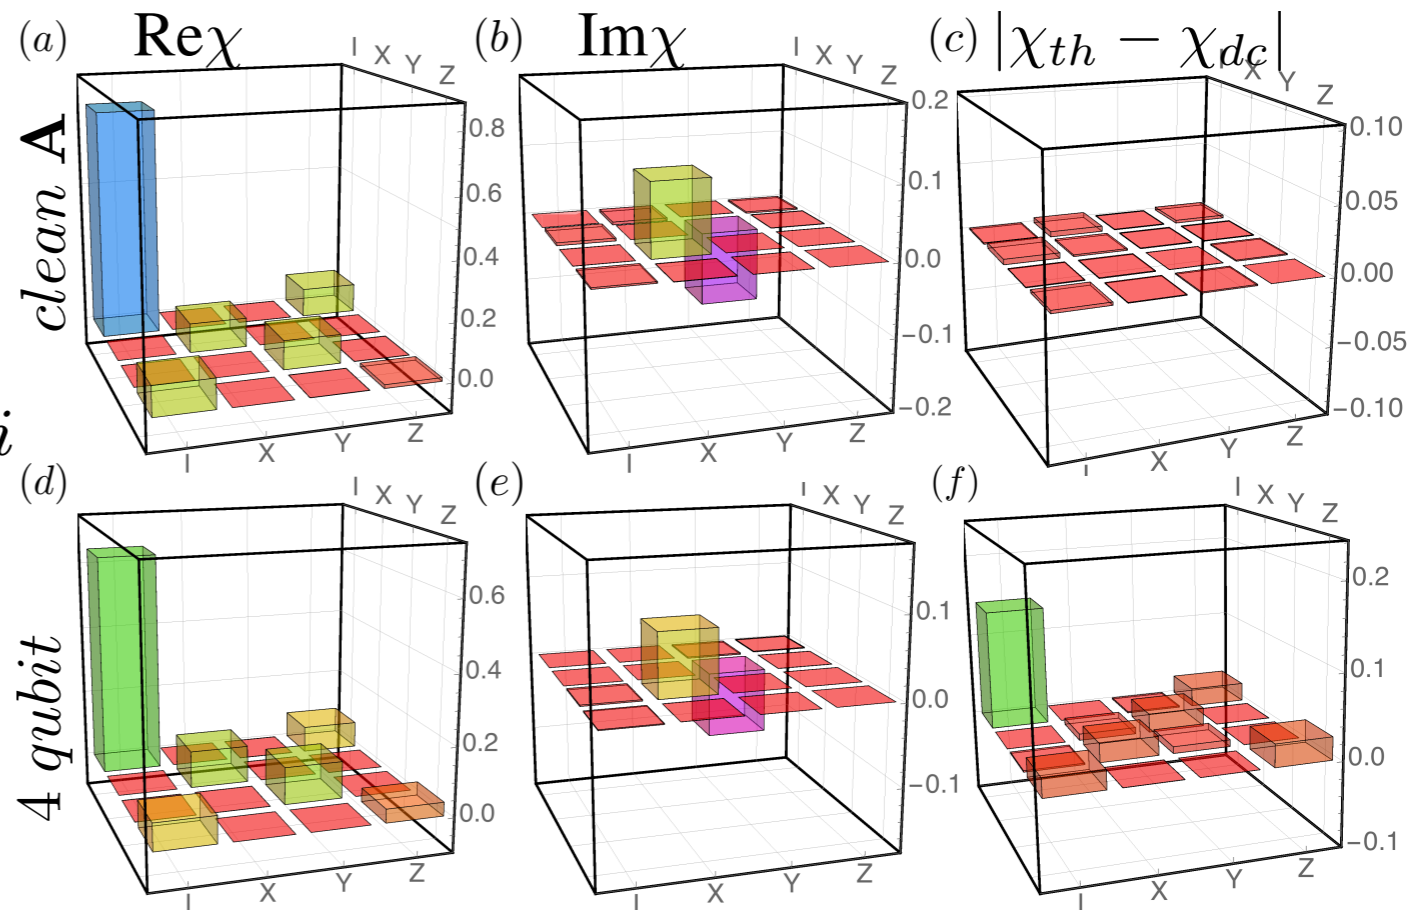 (a) Reχ
(b) Imχ
(c) |χth − χdc|
I X Y Z
I X Y Z
I X Y Z
clean A
0.8
0.6
0.4
0.2
0.0
I X Y Z
0.2
0.1
0.0
−0.1
−0.2
I X Y Z
0.10
0.05
0.00
−0.05
−0.10
I X Y Z
i
(d)
(e)
(f)
I X Y Z
I X Y Z
I X Y Z
4 qubit
0.6
0.4
0.2
0.0
I X Y Z
0.1
0.0
−0.1
I X Y Z
0.2
0.1
0.0
−0.1
I X Y Z